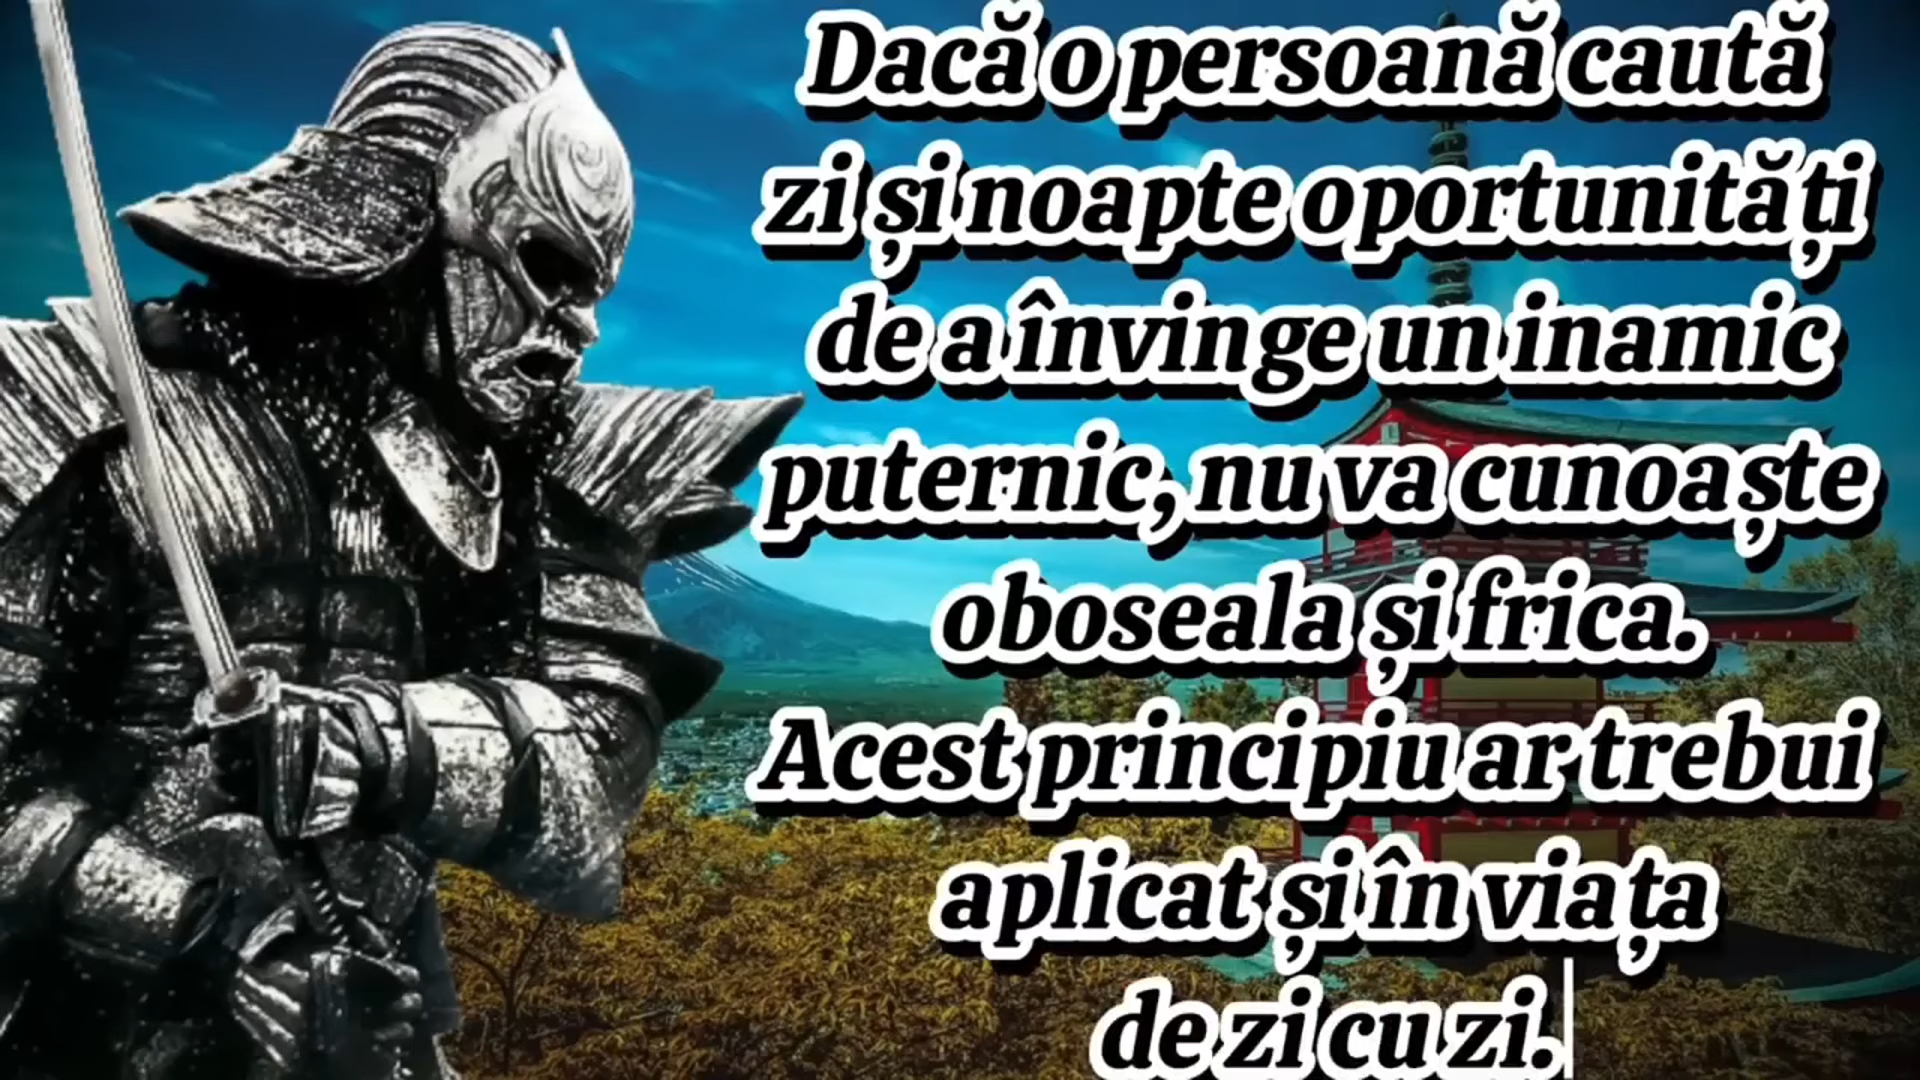 Dacă o persoană caută
zi și noapte oportunități
de a învinge un inamic
puternic, nu va cunoaște
oboseala și frica.
Acest principiu ar trebui
aplicat și în viața
de zi cu zi.